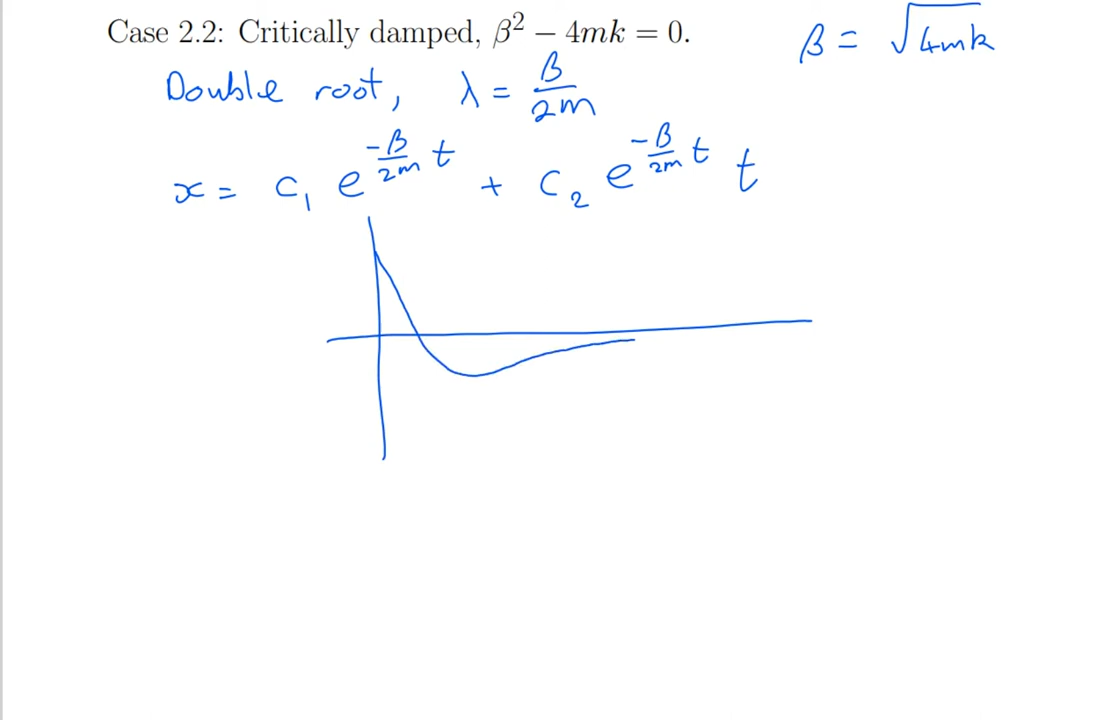 Case 2.2: Critically damped, β² − 4mk = 0.
β = √4mk
Double root, λ = β/2m
x = c₁ e^(-β/2m t) + c₂ e^(-β/2m t) t